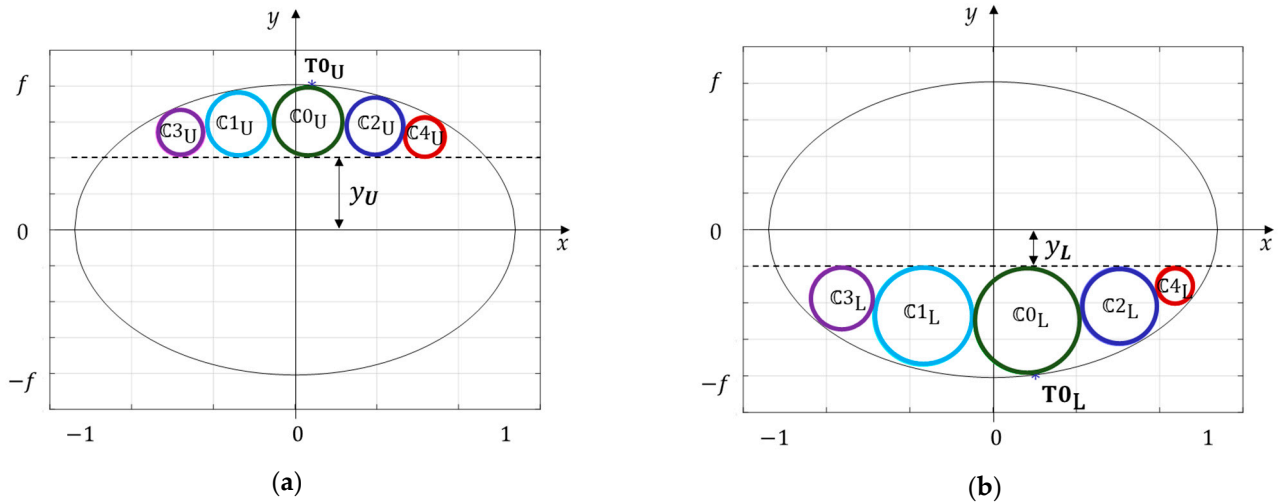 y
f
T0U
ℂ3U
ℂ1U
ℂ0U
ℂ2U
ℂ4U
yU
0
x
−f
−1
0
1
(a)
y
f
0
x
yL
ℂ3L
ℂ1L
ℂ0L
ℂ2L
ℂ4L
−f
T0L
−1
0
1
(b)